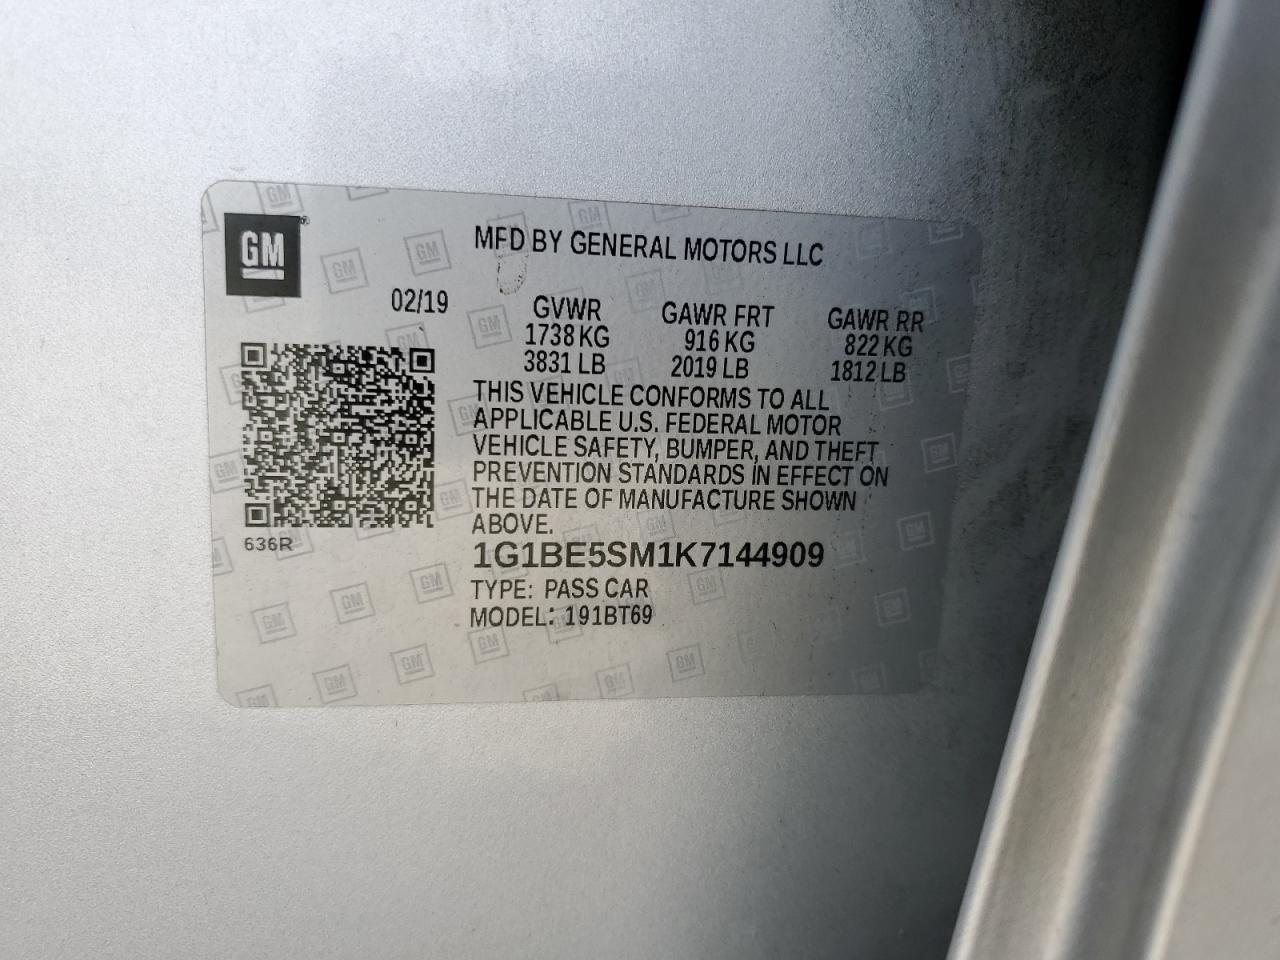 GM
MFD BY GENERAL MOTORS LLC
02/19
GVWR GAWR FRT GAWR RR
1738 KG 916 KG 822 KG
3831 LB 2019 LB 1812 LB
THIS VEHICLE CONFORMS TO ALL
APPLICABLE U.S. FEDERAL MOTOR
VEHICLE SAFETY, BUMPER, AND THEFT
PREVENTION STANDARDS IN EFFECT ON
THE DATE OF MANUFACTURE SHOWN
ABOVE.
636R
1G1BE5SM1K7144909
TYPE: PASS CAR
MODEL: 191BT69